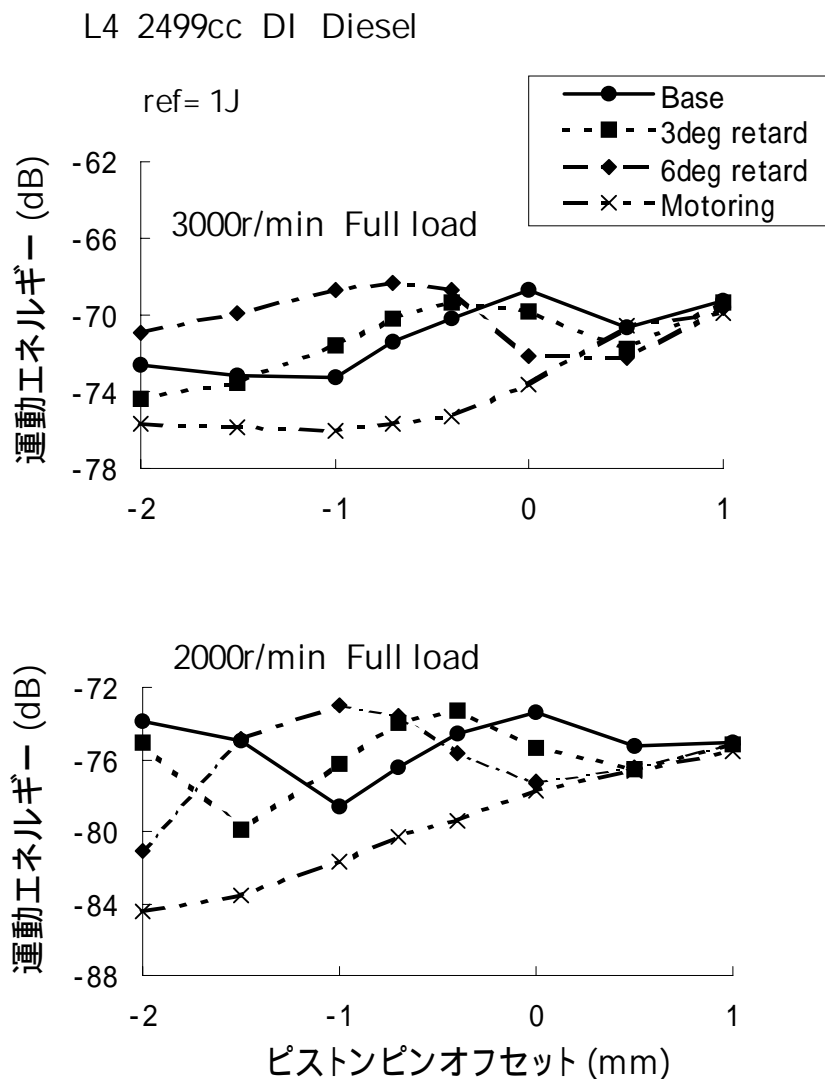 L4 2499cc DI Diesel
ref= 1J
Base
3deg retard
6deg retard
Motoring
3000r/min Full load
運動エネルギー (dB)
-62
-66
-70
-74
-78
-2 -1 0 1
2000r/min Full load
運動エネルギー (dB)
-72
-76
-80
-84
-88
-2 -1 0 1
ピストンピンオフセット (mm)